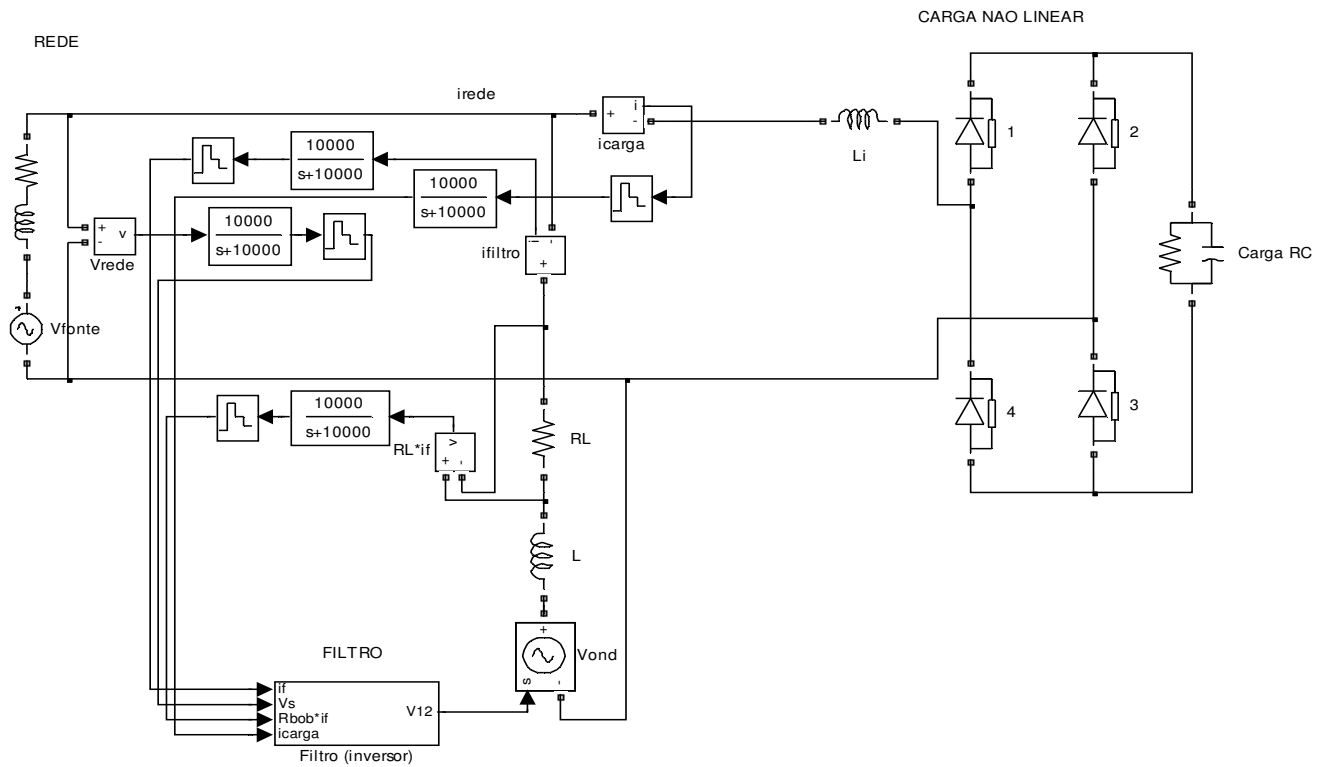 CARGA NAO LINEAR
REDE
irede
+
i
-
icarga
Li
1
2
10000
s+10000
10000
s+10000
10000
s+10000
+
-
v
Vrede
ifiltro
i
-
+
Carga RC
Vfonte
10000
s+10000
RL*if
v
+
-
RL
4
3
L
FILTRO
+
Vond
s
-
if
Vs
Rbob*if
icarga
V12
Filtro (inversor)